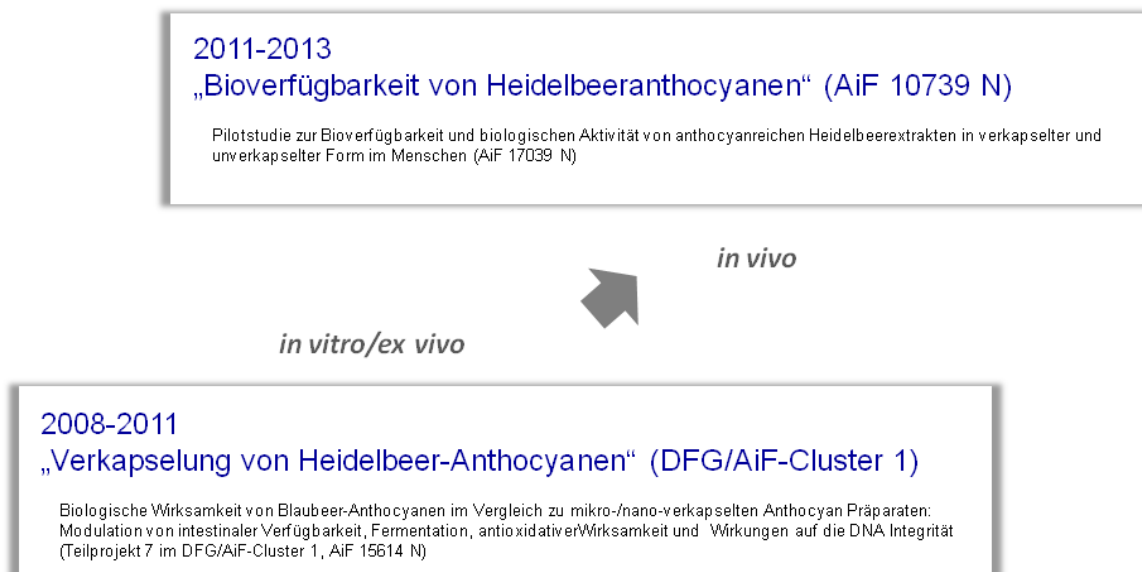 2011-2013
„Bioverfügbarkeit von Heidelbeeranthocyanen“ (AiF 10739 N)
Pilotstudie zur Bioverfügbarkeit und biologischen Aktivität von anthocyanreichen Heidelbeerextrakten in verkapselter und
unverkapselter Form im Menschen (AiF 17039 N)
in vivo
in vitro/ex vivo
2008-2011
„Verkapselung von Heidelbeer-Anthocyanen“ (DFG/AiF-Cluster 1)
Biologische Wirksamkeit von Blaubeer-Anthocyanen im Vergleich zu mikro-/nano-verkapselten Anthocyan Präparaten:
Modulation von intestinaler Verfügbarkeit, Fermentation, antioxidativerWirksamkeit und Wirkungen auf die DNA Integrität
(Teilprojekt 7 im DFG/AiF-Cluster 1, AiF 15614 N)